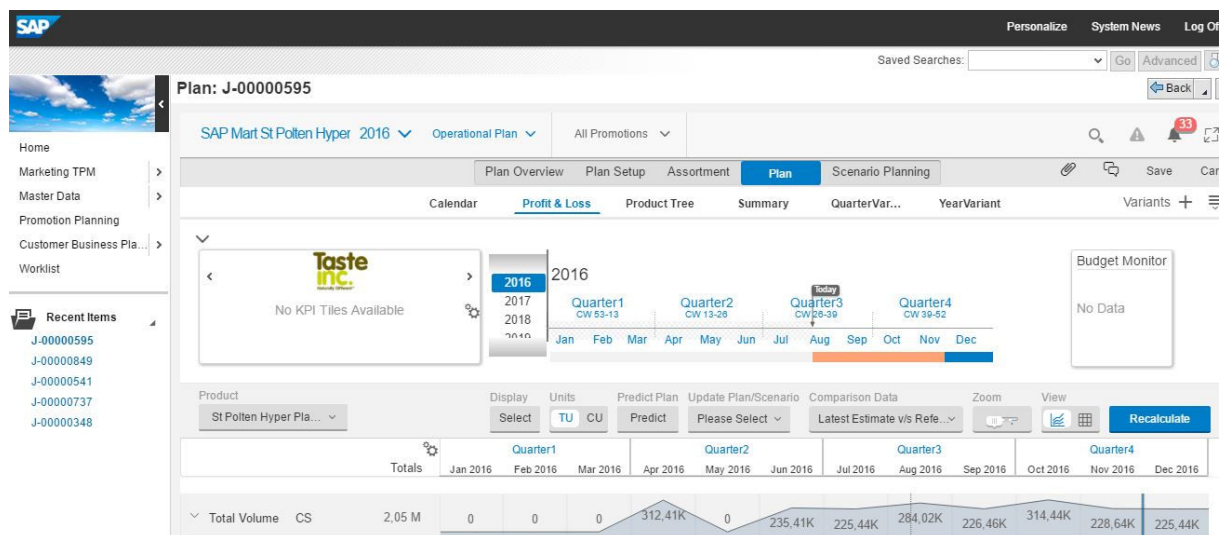 SAP
Personalize System News Log Of
Saved Searches: Go Advanced
Plan: J-00000595
Back
SAP Mart St Polten Hyper 2016 Operational Plan All Promotions
33
Home
Marketing TPM
Master Data
Promotion Planning
Customer Business Pla...
Worklist
Recent Items
J-00000595
J-00000849
J-00000541
J-00000737
J-00000348
Plan Overview Plan Setup Assortment Plan Scenario Planning
Save Can
Calendar Profit & Loss Product Tree Summary QuarterVar... YearVariant
Variants
Taste
inc.
No KPI Tiles Available
2016
2017
2018
2019
2016
Today
Quarter1 Quarter2 Quarter3 Quarter4
CW 53-13 CW 13-26 CW 26-39 CW 39-52
Jan Feb Mar Apr May Jun Jul Aug Sep Oct Nov Dec
Budget Monitor
No Data
Product Display Units Predict Plan Update Plan/Scenario Comparison Data Zoom View
St Polten Hyper Pla... Select TU CU Predict Please Select Latest Estimate v/s Refe... Recalculate
Quarter1 Quarter2 Quarter3 Quarter4
Totals Jan 2016 Feb 2016 Mar 2016 Apr 2016 May 2016 Jun 2016 Jul 2016 Aug 2016 Sep 2016 Oct 2016 Nov 2016 Dec 2016
Total Volume CS 2,05 M 0 0 0 312,41K 0 235,41K 225,44K 284,02K 226,46K 314,44K 228,64K 225,44K